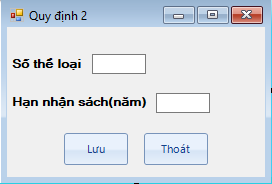 Quy định 2
Số thể loại
Hạn nhận sách(năm)
Lưu
Thoát